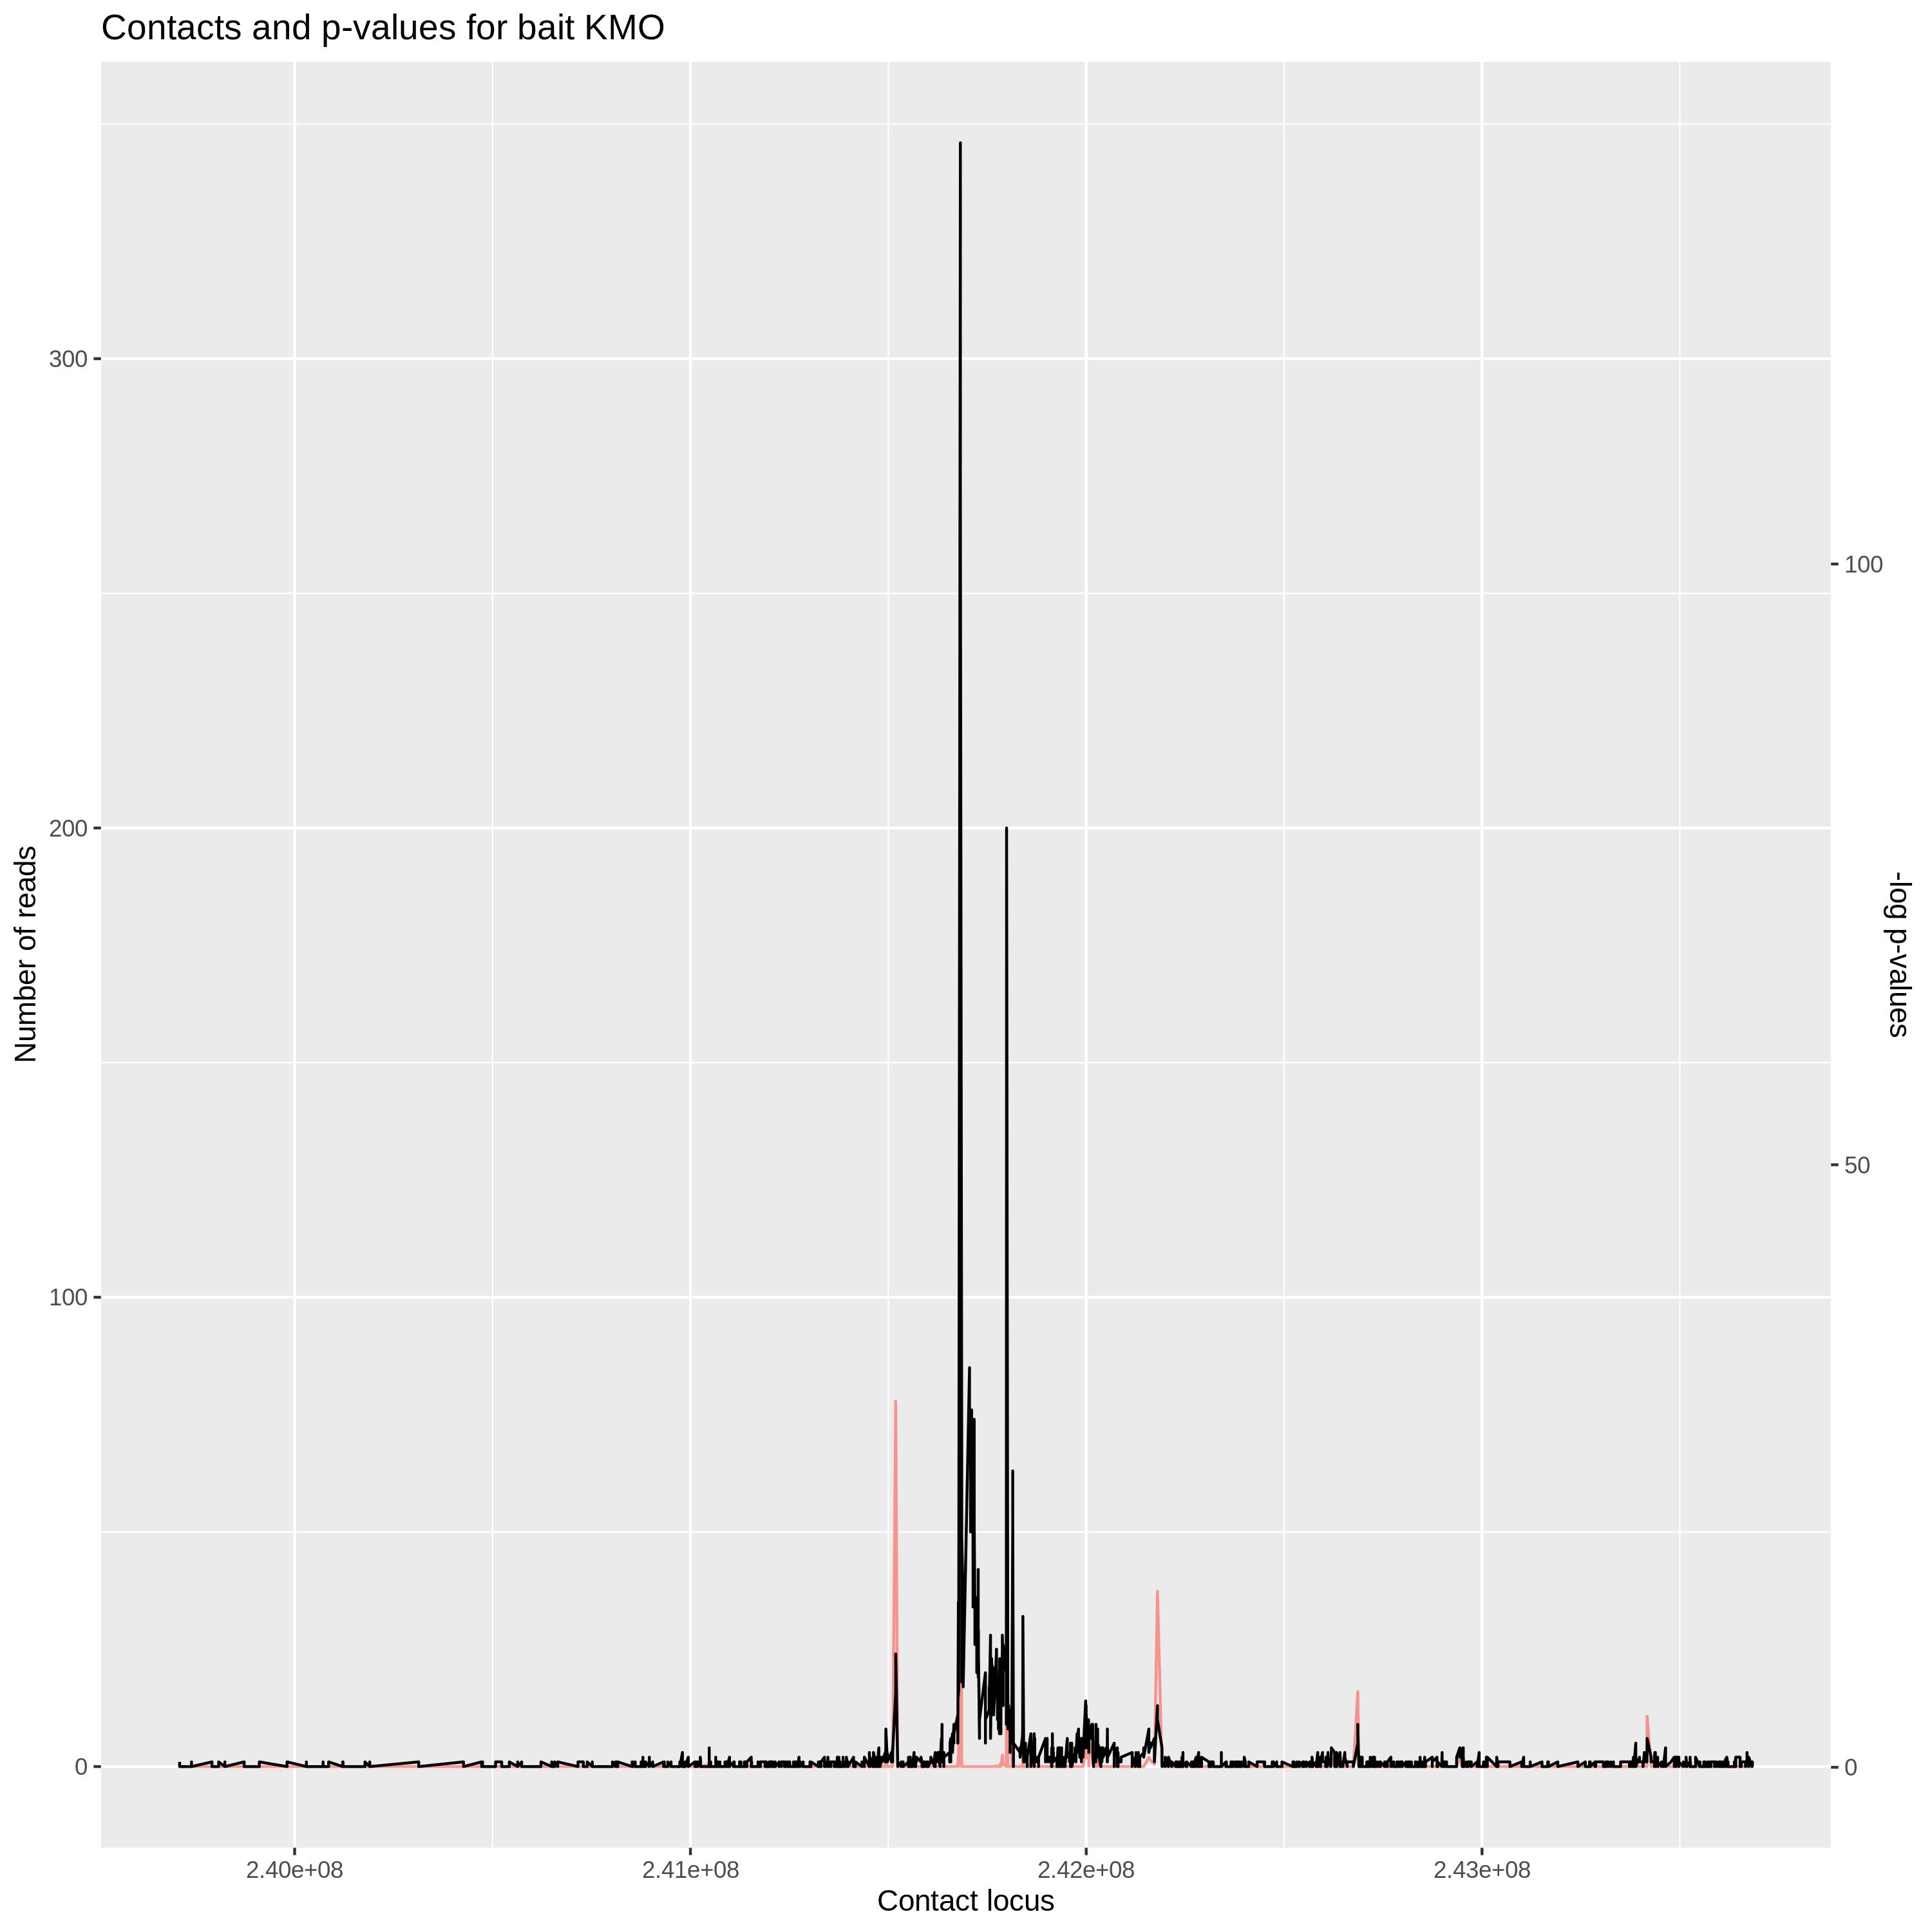 Contacts and p-values for bait KMO
300
200
100
0
Number of reads
100
50
0
-log p-values
2.40e+08
2.41e+08
2.42e+08
2.43e+08
Contact locus